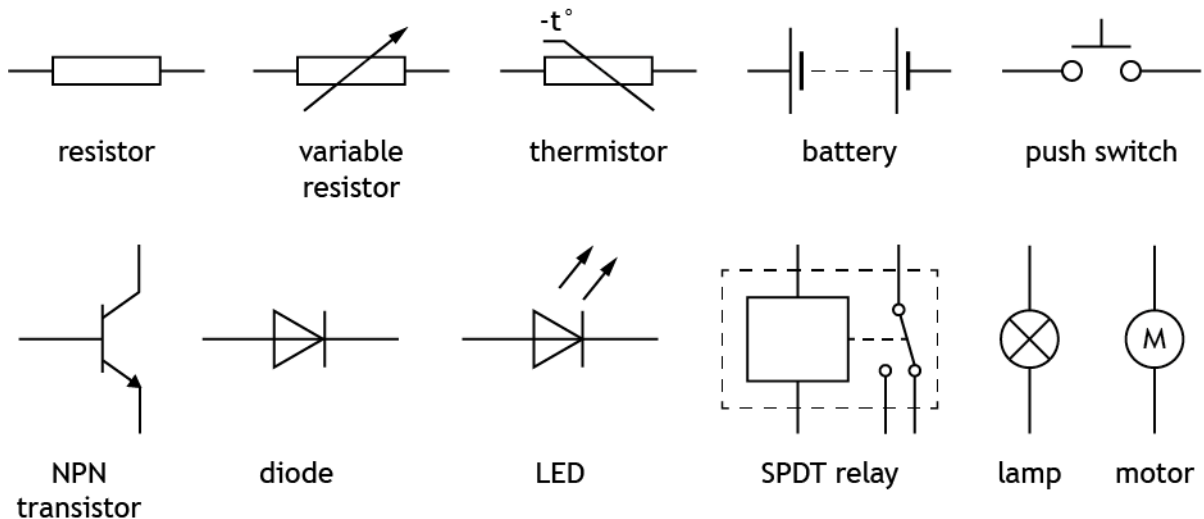 -t°
resistor
variable
resistor
thermistor
battery
push switch
M
NPN
transistor
diode
LED
SPDT relay
lamp
motor